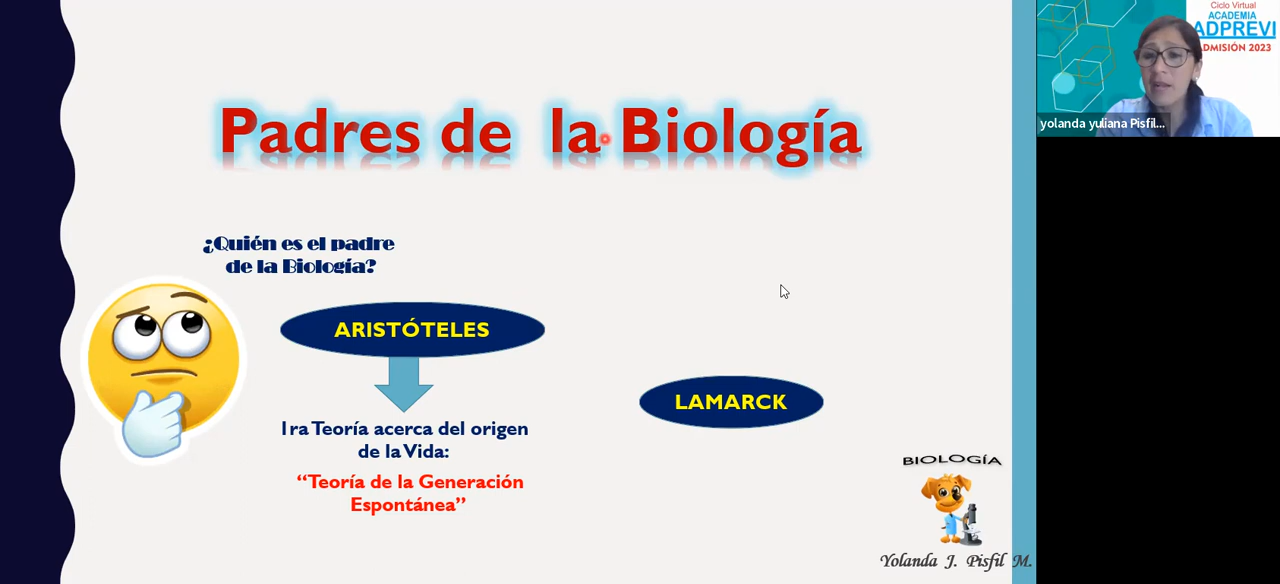 Padres de la Biología
¿Quién es el padre
de la Biología?
ARISTÓTELES
1ra Teoría acerca del origen
de la Vida:
“Teoría de la Generación
Espontánea”
LAMARCK
BIOLOGÍA
Yolanda J. Pisfil M.
Ciclo Virtual
ACADEMIA
ADPREVI
ADMISIÓN 2023
yolanda yuliana Pisfil...